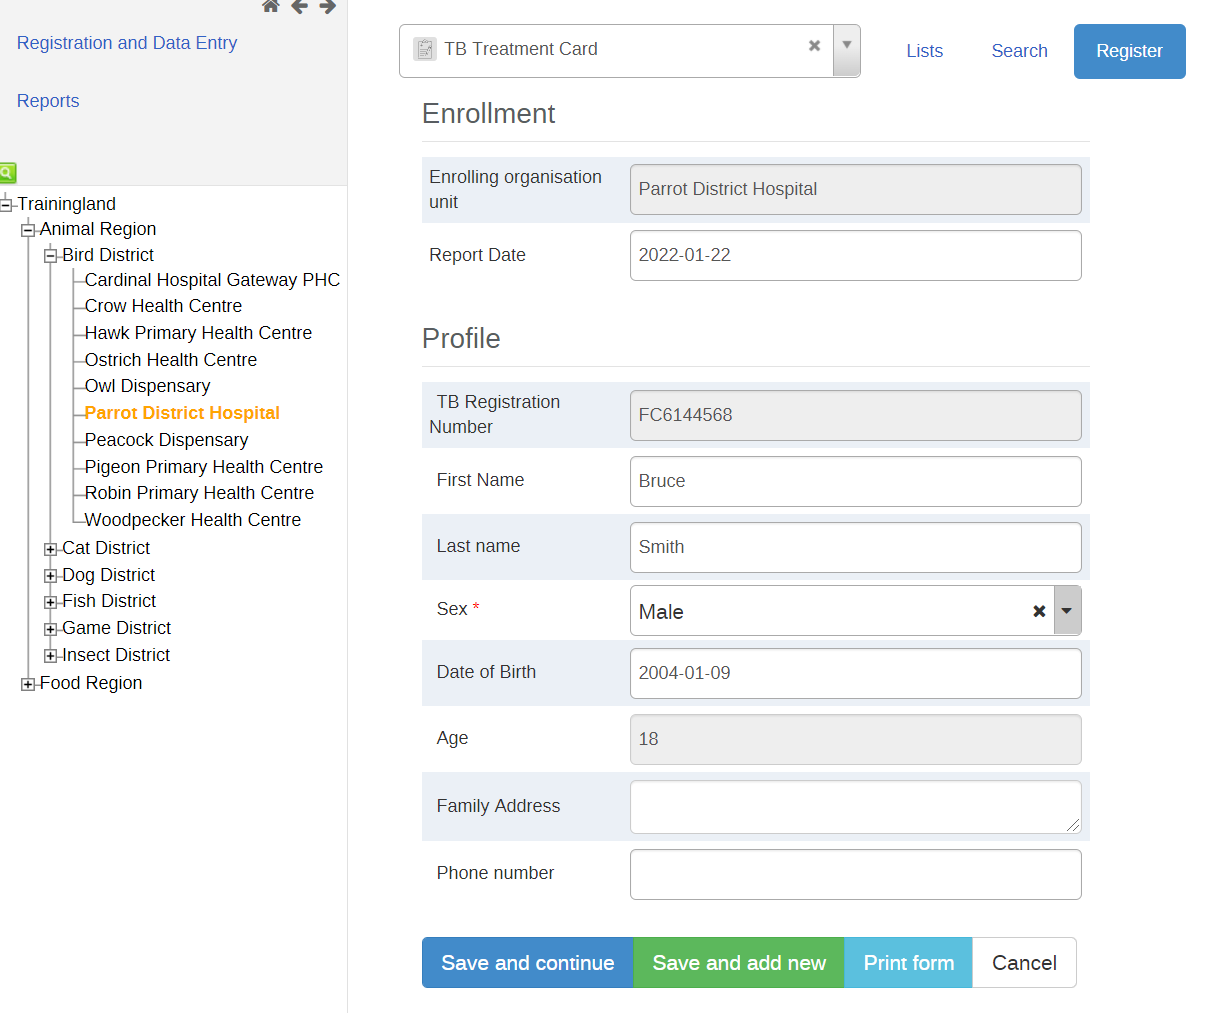 Registration and Data Entry
Reports
Trainingland
Animal Region
Bird District
Cardinal Hospital Gateway PHC
Crow Health Centre
Hawk Primary Health Centre
Ostrich Health Centre
Owl Dispensary
Parrot District Hospital
Peacock Dispensary
Pigeon Primary Health Centre
Robin Primary Health Centre
Woodpecker Health Centre
Cat District
Dog District
Fish District
Game District
Insect District
Food Region
TB Treatment Card
Lists
Search
Register
Enrollment
Enrolling organisation
unit
Parrot District Hospital
Report Date
2022-01-22
Profile
TB Registration
Number
FC6144568
First Name
Bruce
Last name
Smith
Sex *
Male
Date of Birth
2004-01-09
Age
18
Family Address
Phone number
Save and continue
Save and add new
Print form
Cancel